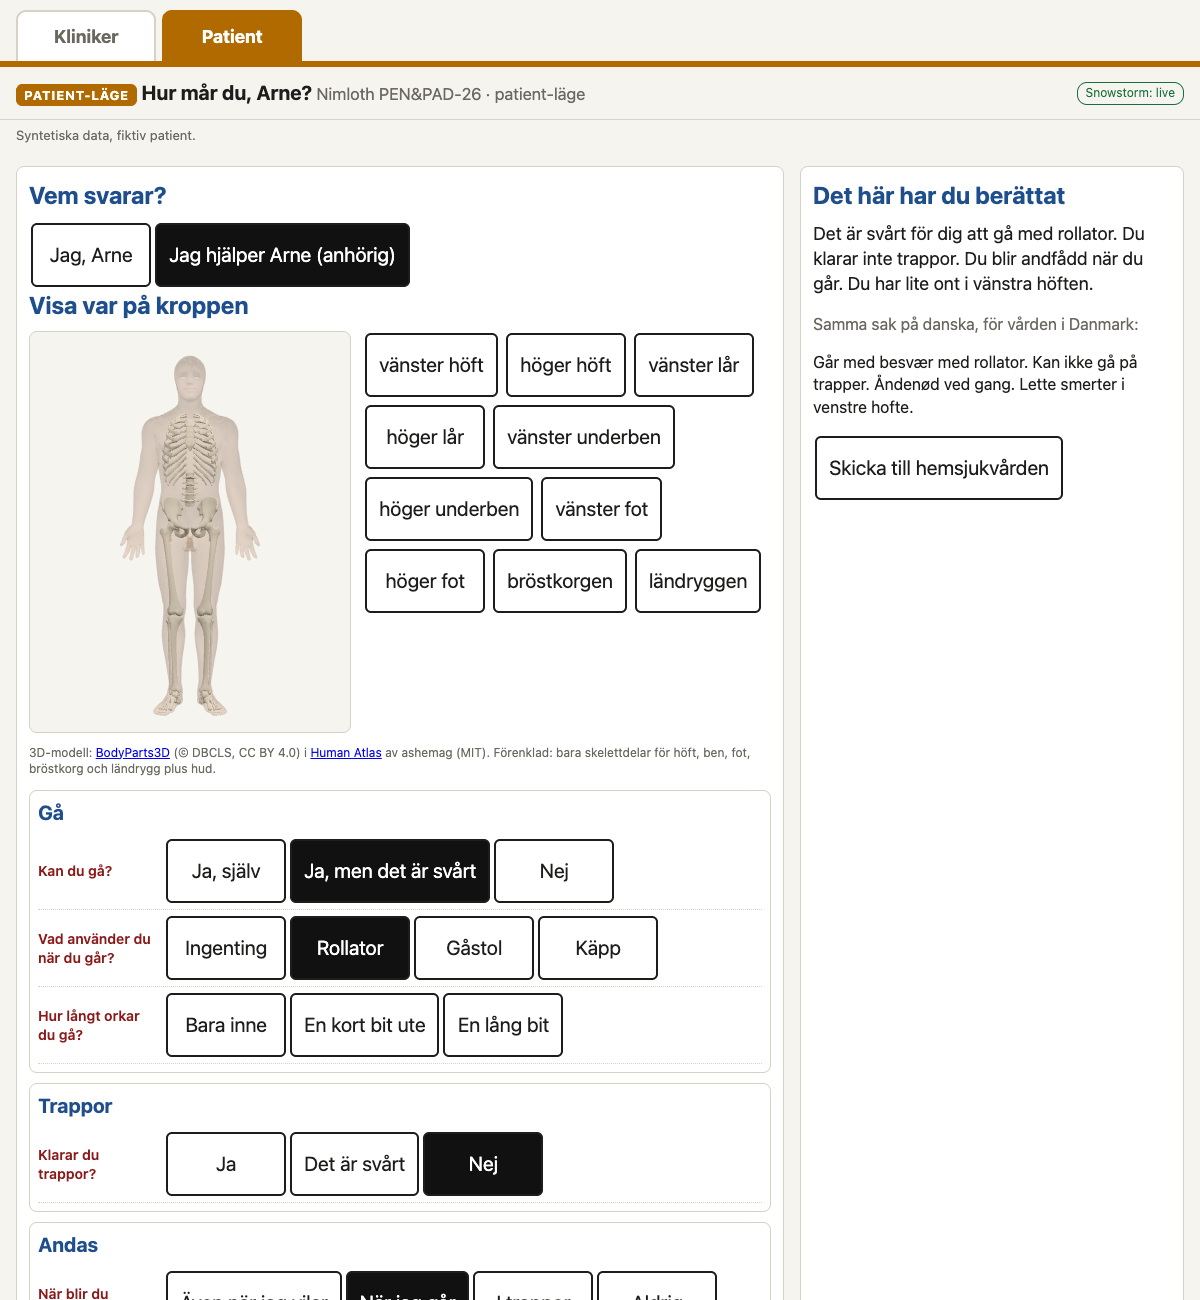 Kliniker
Patient
PATIENT-LÄGE Hur mår du, Arne? Nimloth PEN&PAD-26 · patient-läge
Snowstorm: live
Syntetiska data, fiktiv patient.
Vem svarar?
Jag, Arne
Jag hjälper Arne (anhörig)
Visa var på kroppen
vänster höft
höger höft
vänster lår
höger lår
vänster underben
höger underben
vänster fot
höger fot
bröstkorgen
ländryggen
3D-modell: BodyParts3D (© DBCLS, CC BY 4.0) i Human Atlas av ashemag (MIT). Förenklad: bara skelettdelar för höft, ben, fot,
bröstkorg och ländrygg plus hud.
Gå
Kan du gå?
Ja, själv
Ja, men det är svårt
Nej
Vad använder du
när du går?
Ingenting
Rollator
Gåstol
Käpp
Hur långt orkar
du gå?
Bara inne
En kort bit ute
En lång bit
Trappor
Klarar du
trappor?
Ja
Det är svårt
Nej
Andas
När blir du
Även när jag vilar
När jag går
I trappor
Aldrig
Det här har du berättat
Det är svårt för dig att gå med rollator. Du
klarar inte trappor. Du blir andfådd när du
går. Du har lite ont i vänstra höften.
Samma sak på danska, för vården i Danmark:
Går med besvær med rollator. Kan ikke gå på
trapper. Åndenød ved gang. Lette smerter i
venstre hofte.
Skicka till hemsjukvården